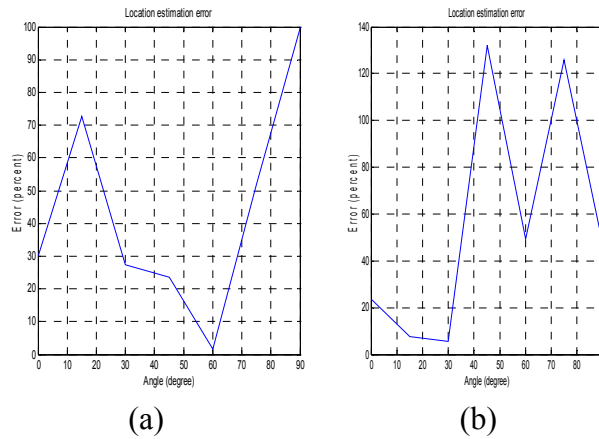 Location estimation error
100
90
80
70
60
50
40
30
20
10
0
Error (percent)
0 10 20 30 40 50 60 70 80 90
Angle (degree)
(a)
Location estimation error
140
120
100
80
60
40
20
0
Error (percent)
0 10 20 30 40 50 60 70 80
Angle (degree)
(b)